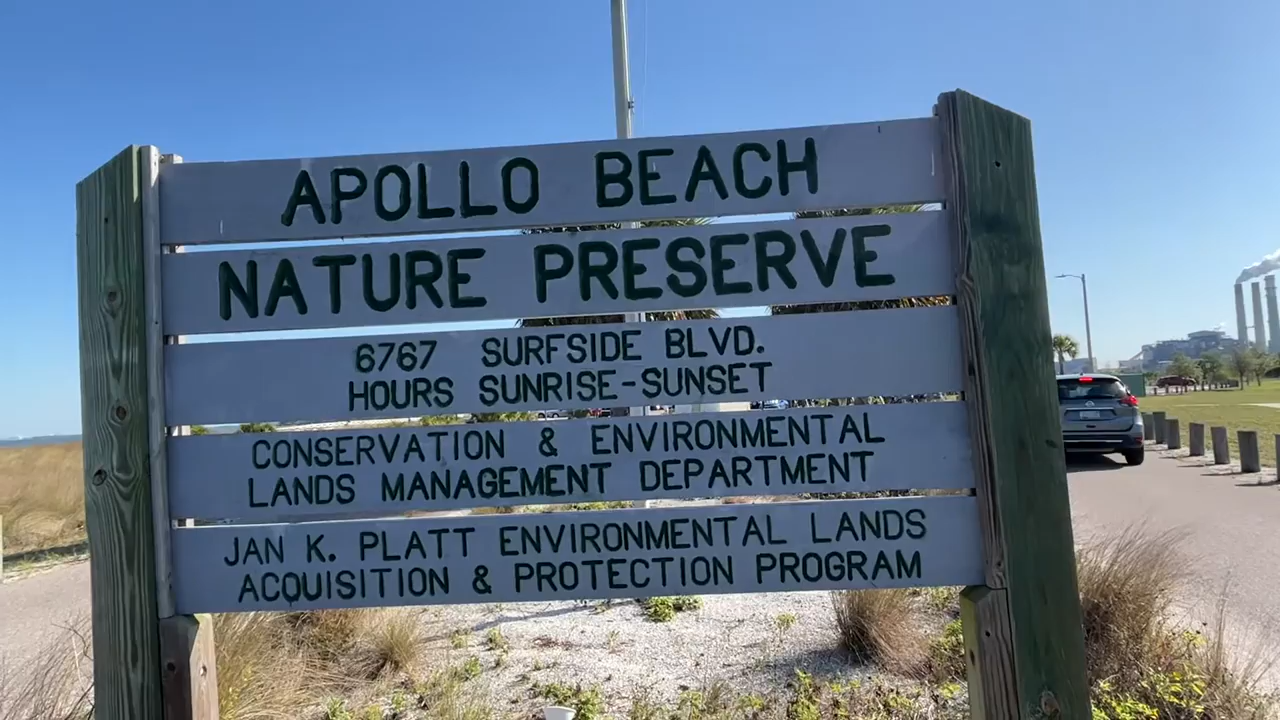 APOLLO BEACH
NATURE PRESERVE
6767 SURFSIDE BLVD.
HOURS SUNRISE-SUNSET
CONSERVATION & ENVIRONMENTAL
LANDS MANAGEMENT DEPARTMENT
JAN K. PLATT ENVIRONMENTAL LANDS
ACQUISITION & PROTECTION PROGRAM